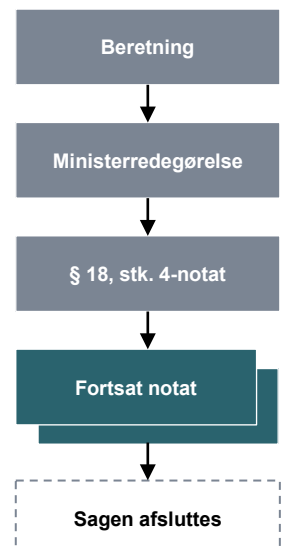 Beretning
Ministerredegørelse
§ 18, stk. 4-notat
Fortsat notat
Sagen afsluttes